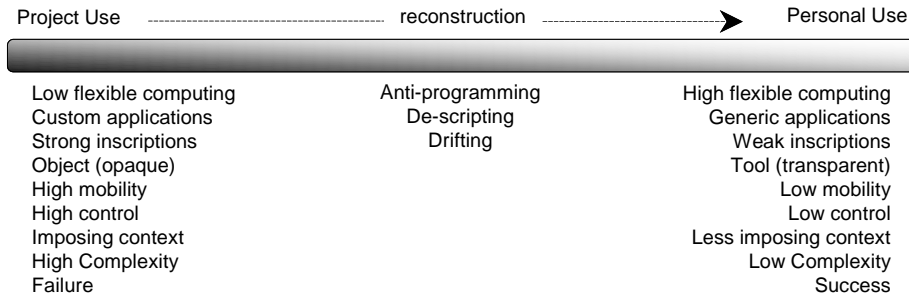 Project Use reconstruction Personal Use
Low flexible computing Anti-programming High flexible computing
Custom applications De-scripting Generic applications
Strong inscriptions Drifting Weak inscriptions
Object (opaque) Tool (transparent)
High mobility Low mobility
High control Low control
Imposing context Less imposing context
High Complexity Low Complexity
Failure Success